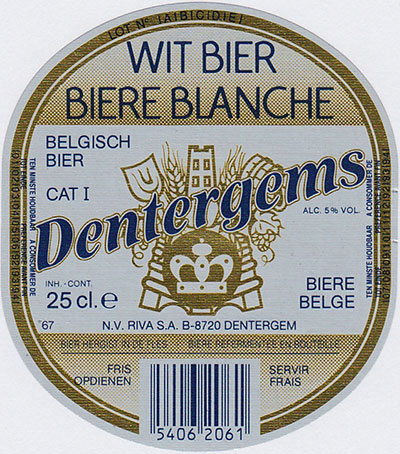 LOT No. |A|B|C|D|E|
WIT BIER
BIERE BLANCHE
BELGISCH
BIER
CAT I
Dentergems
ALC. 5% VOL.
INH.-CONT.
25 cl. e
BIERE
BELGE
'67
N.V. RIVA S.A. B-8720 DENTERGEM
BIER HERGIST IN DE FLES
BIERE REFERMENTEE EN BOUTEILLE
FRIS
OPDIENEN
SERVIR
FRAIS
5406 2061
TEN MINSTE HOUDBAAR A CONSOMMER DE
TEN MINSTE HOUDBAAR A CONSOMMER DE